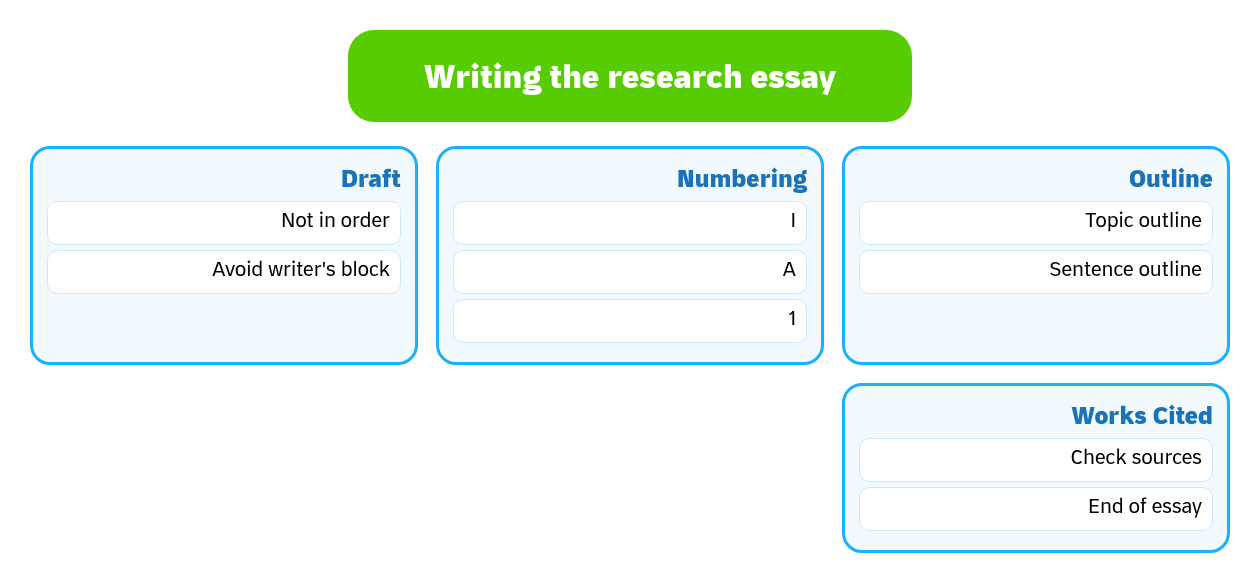 Writing the research essay
Outline
Topic outline
Sentence outline
Numbering
I
A
1
Draft
Not in order
Avoid writer's block
Works Cited
Check sources
End of essay